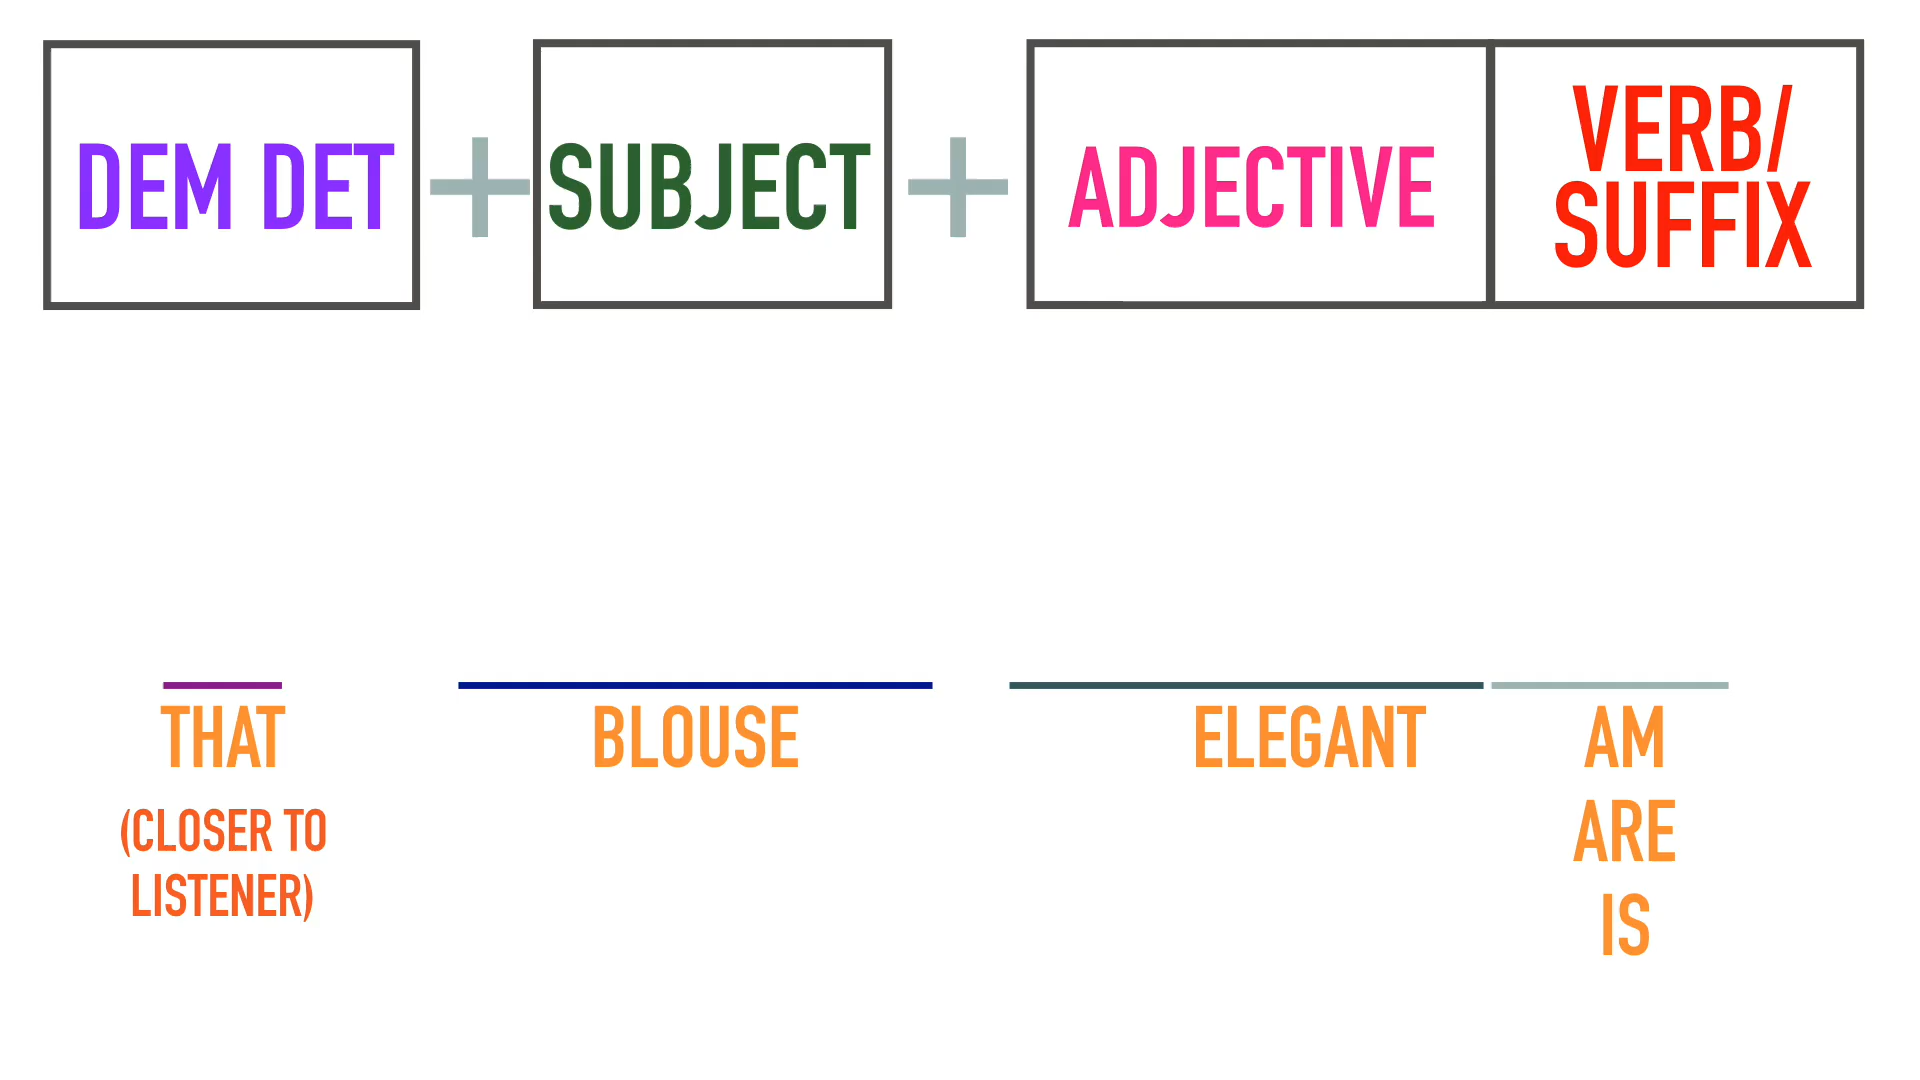 DEM DET + SUBJECT + ADJECTIVE VERB/
SUFFIX
THAT BLOUSE ELEGANT AM
(CLOSER TO
LISTENER)
ARE
IS